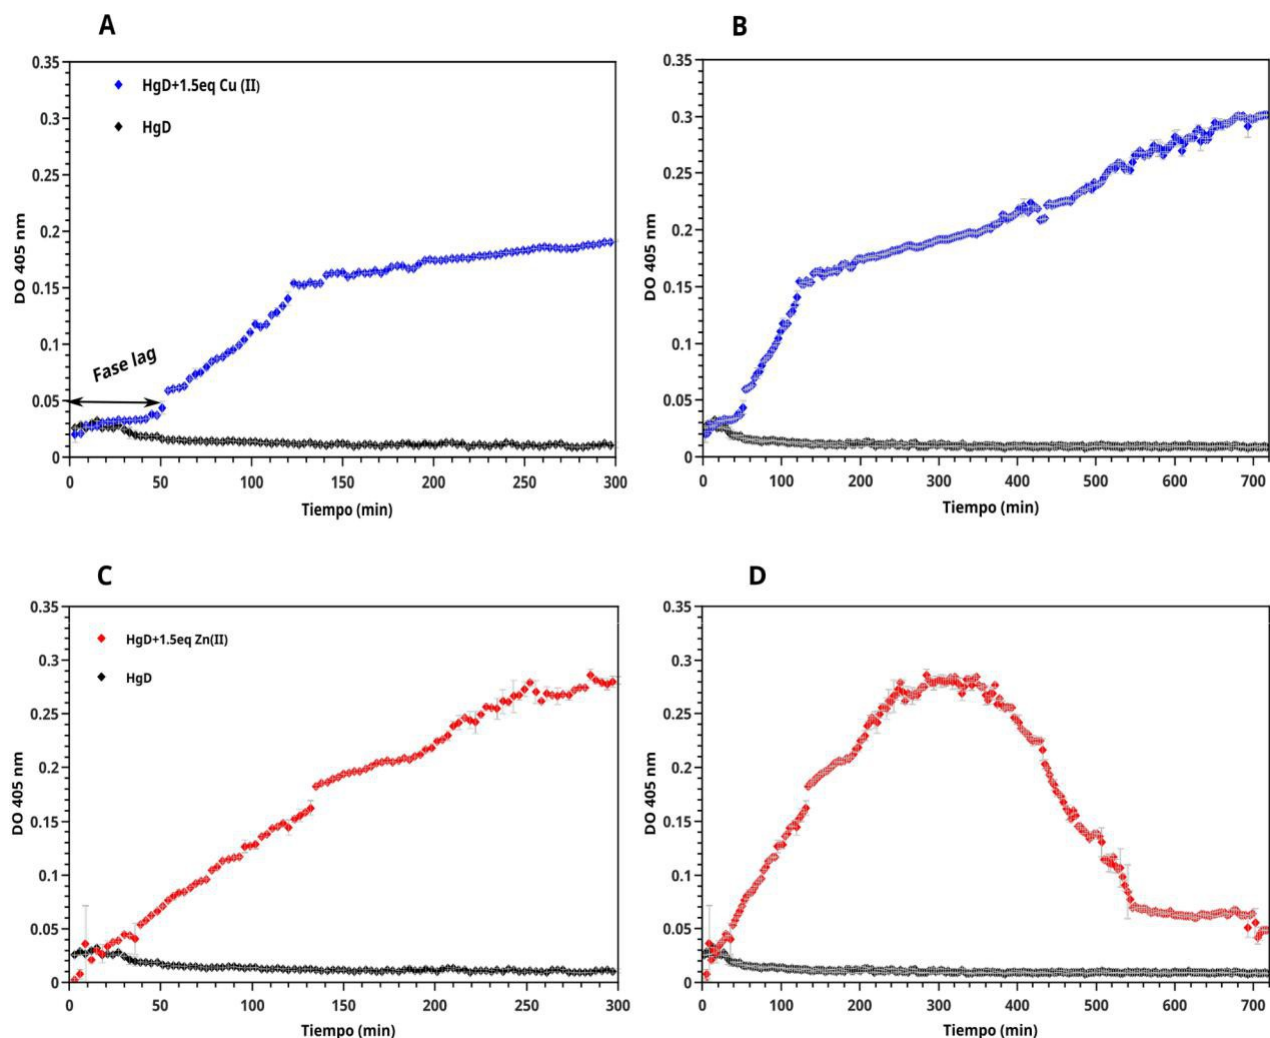 A
0.35
0.3
0.25
0.2
0.15
0.1
0.05
0
DO 405 nm
HgD+1.5eq Cu (II)
HgD
Fase lag
0 50 100 150 200 250 300
Tiempo (min)
B
0.35
0.3
0.25
0.2
0.15
0.1
0.05
0
DO 405 nm
0 100 200 300 400 500 600 700
Tiempo (min)
C
0.35
0.3
0.25
0.2
0.15
0.1
0.05
0
DO 405 nm
HgD+1.5eq Zn(II)
HgD
0 50 100 150 200 250 300
Tiempo (min)
D
0.35
0.3
0.25
0.2
0.15
0.1
0.05
0
DO 405 nm
0 100 200 300 400 500 600 700
Tiempo (min)